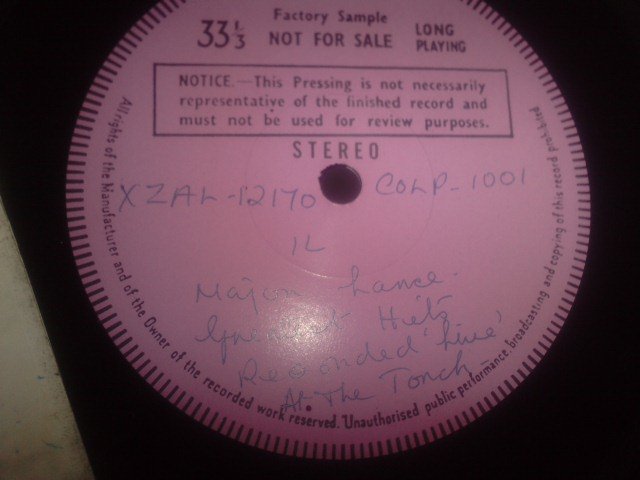 Factory Sample
33 1/3 NOT FOR SALE LONG PLAYING
NOTICE.—This Pressing is not necessarily
representative of the finished record and
must not be used for review purposes.
STEREO
XZAL-12170 COLP-1001
1L
Major Lance.
Greatest Hits
Recorded 'Live'
At The Torch
All rights of the Manufacturer and of the Owner of the recorded work reserved. Unauthorised public performance, broadcasting and copying of this record prohibited